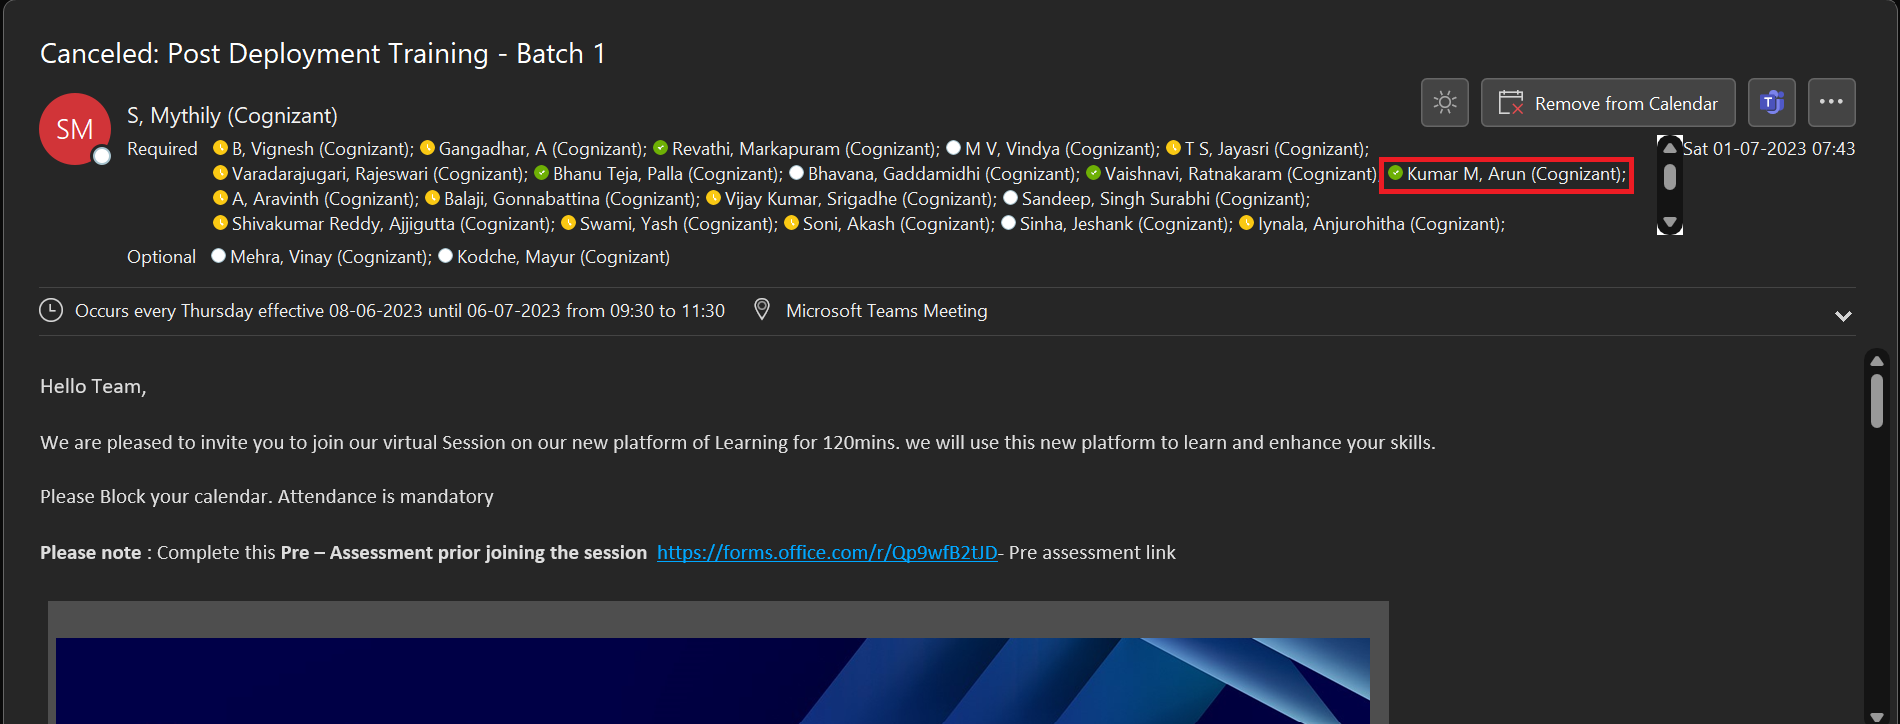 Canceled: Post Deployment Training - Batch 1
SM
S, Mythily (Cognizant)
Remove from Calendar
T
Required B, Vignesh (Cognizant); Gangadhar, A (Cognizant); Revathi, Markapuram (Cognizant); M V, Vindya (Cognizant); T S, Jayasri (Cognizant);
Sat 01-07-2023 07:43
Varadarajugari, Rajeswari (Cognizant); Bhanu Teja, Palla (Cognizant); Bhavana, Gaddamidhi (Cognizant); Vaishnavi, Ratnakaram (Cognizant); Kumar M, Arun (Cognizant);
A, Aravinth (Cognizant); Balaji, Gonnabattina (Cognizant); Vijay Kumar, Srigadhe (Cognizant); Sandeep, Singh Surabhi (Cognizant);
Shivakumar Reddy, Ajjigutta (Cognizant); Swami, Yash (Cognizant); Soni, Akash (Cognizant); Sinha, Jeshank (Cognizant); Iynala, Anjurohitha (Cognizant);
Optional Mehra, Vinay (Cognizant); Kodche, Mayur (Cognizant)
Occurs every Thursday effective 08-06-2023 until 06-07-2023 from 09:30 to 11:30 Microsoft Teams Meeting
Hello Team,
We are pleased to invite you to join our virtual Session on our new platform of Learning for 120mins. we will use this new platform to learn and enhance your skills.
Please Block your calendar. Attendance is mandatory
Please note : Complete this Pre – Assessment prior joining the session https://forms.office.com/r/Qp9wfB2tJD- Pre assessment link